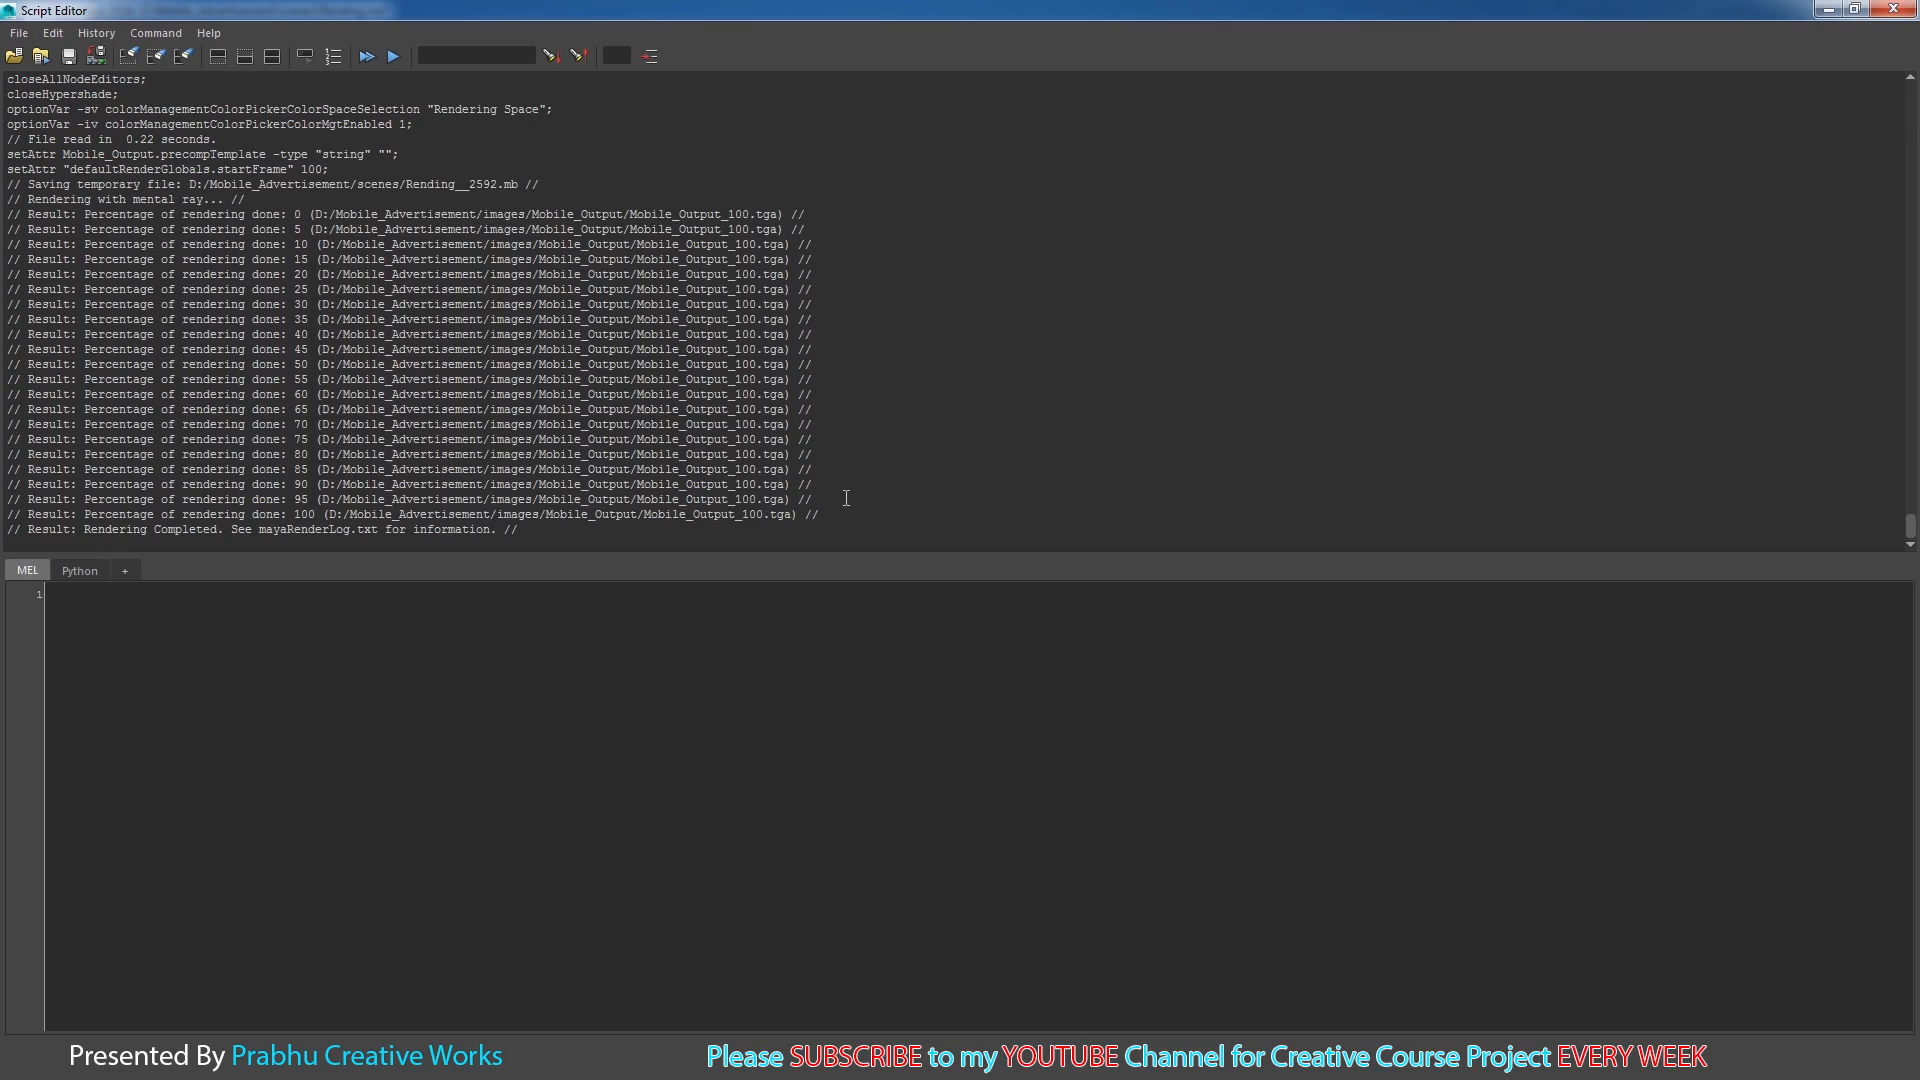 Script Editor
File Edit History Command Help
closeAllNodeEditors;
closeHypershade;
optionVar -sv colorManagementColorPickerColorSpaceSelection "Rendering Space";
optionVar -iv colorManagementColorPickerColorMgtEnabled 1;
// File read in  0.22 seconds.
setAttr Mobile_Output.precompTemplate -type "string" "";
setAttr "defaultRenderGlobals.startFrame" 100;
// Saving temporary file: D:/Mobile_Advertisement/scenes/Rending__2592.mb //
// Rendering with mental ray... //
// Result: Percentage of rendering done: 0 (D:/Mobile_Advertisement/images/Mobile_Output/Mobile_Output_100.tga) //
// Result: Percentage of rendering done: 5 (D:/Mobile_Advertisement/images/Mobile_Output/Mobile_Output_100.tga) //
// Result: Percentage of rendering done: 10 (D:/Mobile_Advertisement/images/Mobile_Output/Mobile_Output_100.tga) //
// Result: Percentage of rendering done: 15 (D:/Mobile_Advertisement/images/Mobile_Output/Mobile_Output_100.tga) //
// Result: Percentage of rendering done: 20 (D:/Mobile_Advertisement/images/Mobile_Output/Mobile_Output_100.tga) //
// Result: Percentage of rendering done: 25 (D:/Mobile_Advertisement/images/Mobile_Output/Mobile_Output_100.tga) //
// Result: Percentage of rendering done: 30 (D:/Mobile_Advertisement/images/Mobile_Output/Mobile_Output_100.tga) //
// Result: Percentage of rendering done: 35 (D:/Mobile_Advertisement/images/Mobile_Output/Mobile_Output_100.tga) //
// Result: Percentage of rendering done: 40 (D:/Mobile_Advertisement/images/Mobile_Output/Mobile_Output_100.tga) //
// Result: Percentage of rendering done: 45 (D:/Mobile_Advertisement/images/Mobile_Output/Mobile_Output_100.tga) //
// Result: Percentage of rendering done: 50 (D:/Mobile_Advertisement/images/Mobile_Output/Mobile_Output_100.tga) //
// Result: Percentage of rendering done: 55 (D:/Mobile_Advertisement/images/Mobile_Output/Mobile_Output_100.tga) //
// Result: Percentage of rendering done: 60 (D:/Mobile_Advertisement/images/Mobile_Output/Mobile_Output_100.tga) //
// Result: Percentage of rendering done: 65 (D:/Mobile_Advertisement/images/Mobile_Output/Mobile_Output_100.tga) //
// Result: Percentage of rendering done: 70 (D:/Mobile_Advertisement/images/Mobile_Output/Mobile_Output_100.tga) //
// Result: Percentage of rendering done: 75 (D:/Mobile_Advertisement/images/Mobile_Output/Mobile_Output_100.tga) //
// Result: Percentage of rendering done: 80 (D:/Mobile_Advertisement/images/Mobile_Output/Mobile_Output_100.tga) //
// Result: Percentage of rendering done: 85 (D:/Mobile_Advertisement/images/Mobile_Output/Mobile_Output_100.tga) //
// Result: Percentage of rendering done: 90 (D:/Mobile_Advertisement/images/Mobile_Output/Mobile_Output_100.tga) //
// Result: Percentage of rendering done: 95 (D:/Mobile_Advertisement/images/Mobile_Output/Mobile_Output_100.tga) //
// Result: Percentage of rendering done: 100 (D:/Mobile_Advertisement/images/Mobile_Output/Mobile_Output_100.tga) //
// Result: Rendering Completed. See mayaRenderLog.txt for information. //
MEL Python +
1
Presented By Prabhu Creative Works
Please SUBSCRIBE to my YOUTUBE Channel for Creative Course Project EVERY WEEK